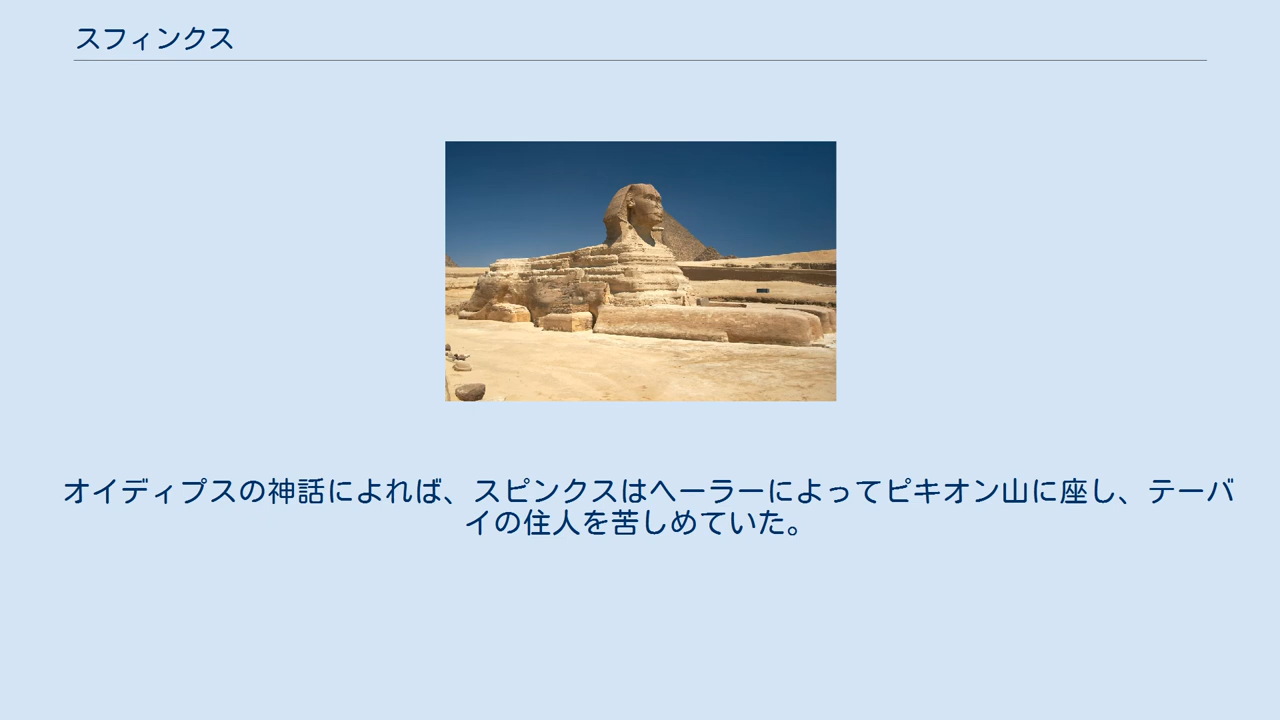 スフィンクス
オイディプスの神話によれば、スピンクスはヘーラーによってピキオン山に座し、テーバ
イの住人を苦しめていた。